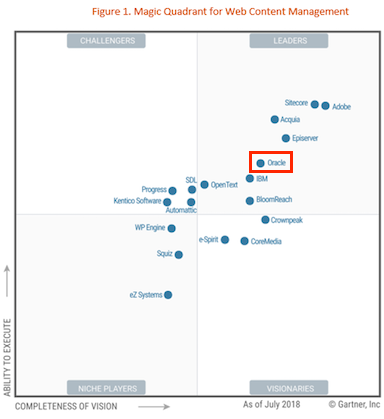 Figure 1. Magic Quadrant for Web Content Management
CHALLENGERS
LEADERS
Sitecore
Adobe
Acquia
Episerver
Oracle
IBM
SDL
OpenText
Progress
Kentico Software
Automattic
BloomReach
Crownpeak
WP Engine
e-Spirit
CoreMedia
Squiz
eZ Systems
ABILITY TO EXECUTE
NICHE PLAYERS
VISIONARIES
COMPLETENESS OF VISION
As of July 2018
© Gartner, Inc